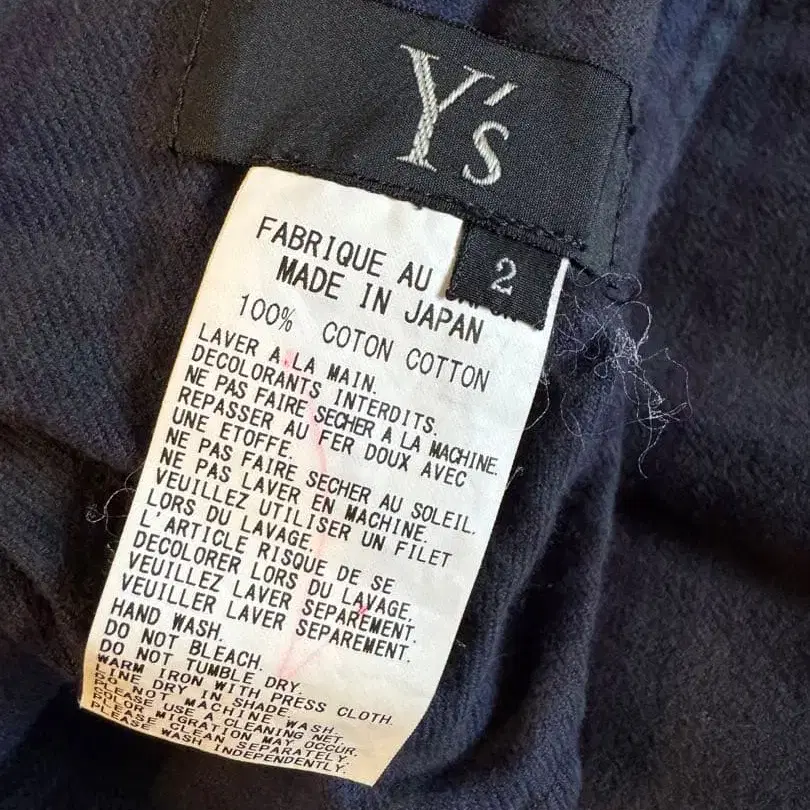 Y's
2
FABRIQUE AU
MADE IN JAPAN
100% COTON COTTON
LAVER A LA MAIN.
DECOLORANTS INTERDITS.
NE PAS FAIRE SECHER A LA MACHINE.
REPASSER AU FER DOUX AVEC
UNE ETOFFE.
NE PAS FAIRE SECHER AU SOLEIL.
NE PAS LAVER EN MACHINE.
VEUILLEZ UTILISER UN FILET
LORS DU LAVAGE.
L'ARTICLE RISQUE DE SE
DECOLORER LORS DU LAVAGE.
VEUILLEZ LAVER SEPAREMENT.
VEUILLER LAVER SEPAREMENT.
HAND WASH.
DO NOT BLEACH.
DO NOT TUMBLE DRY.
WARM IRON WITH PRESS CLOTH.
LINE DRY IN SHADE.
DO NOT MACHINE WASH.
PLEASE USE A CLEANING NET.
COLOR MIGRATION MAY OCCUR.
PLEASE CLEAN SEPARATELY.
PLEASE WASH INDEPENDENTLY.